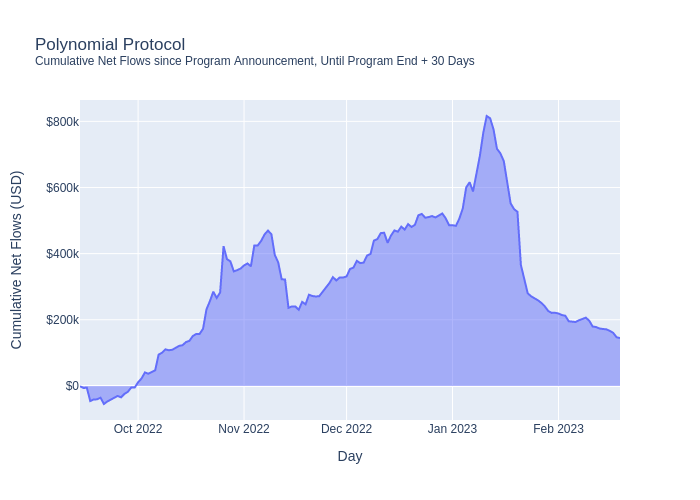 Polynomial Protocol
Cumulative Net Flows since Program Announcement, Until Program End + 30 Days
Cumulative Net Flows (USD)
$800k
$600k
$400k
$200k
$0
Oct 2022
Nov 2022
Dec 2022
Jan 2023
Feb 2023
Day